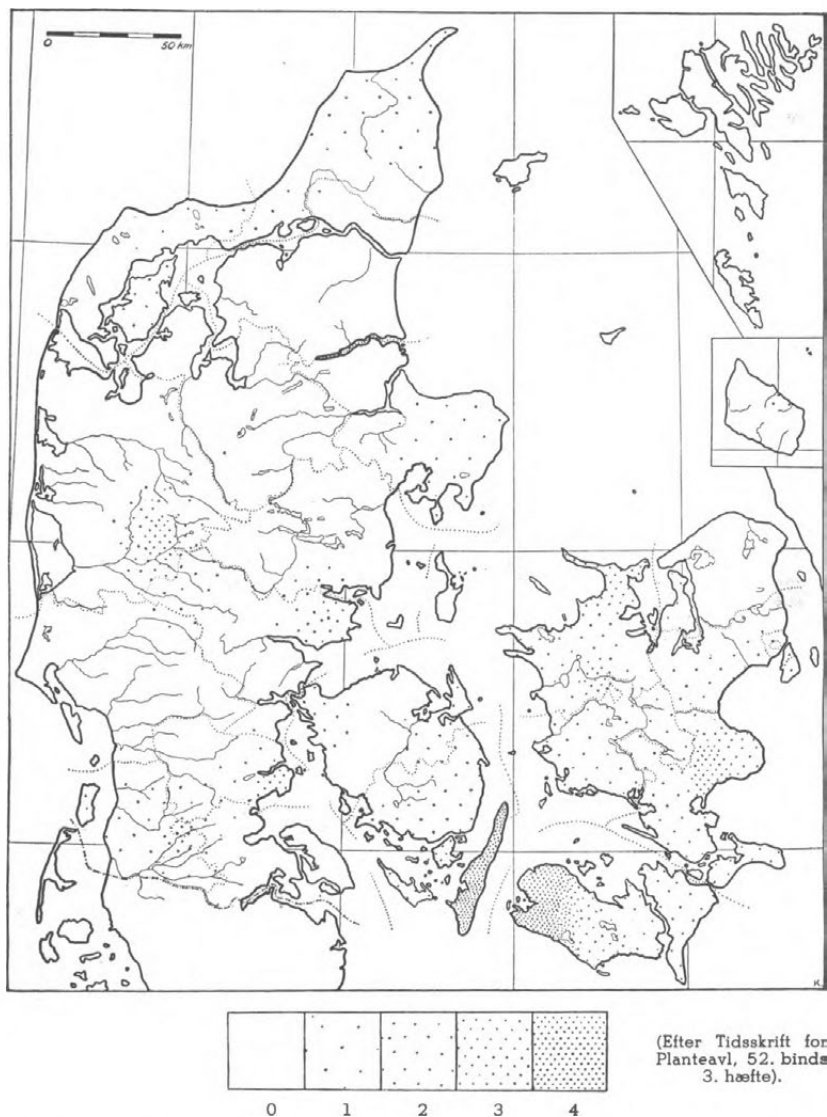 0 50 km
K.
0 1 2 3 4
(Efter Tidsskrift for
Planteavl, 52. binds
3. hæfte).